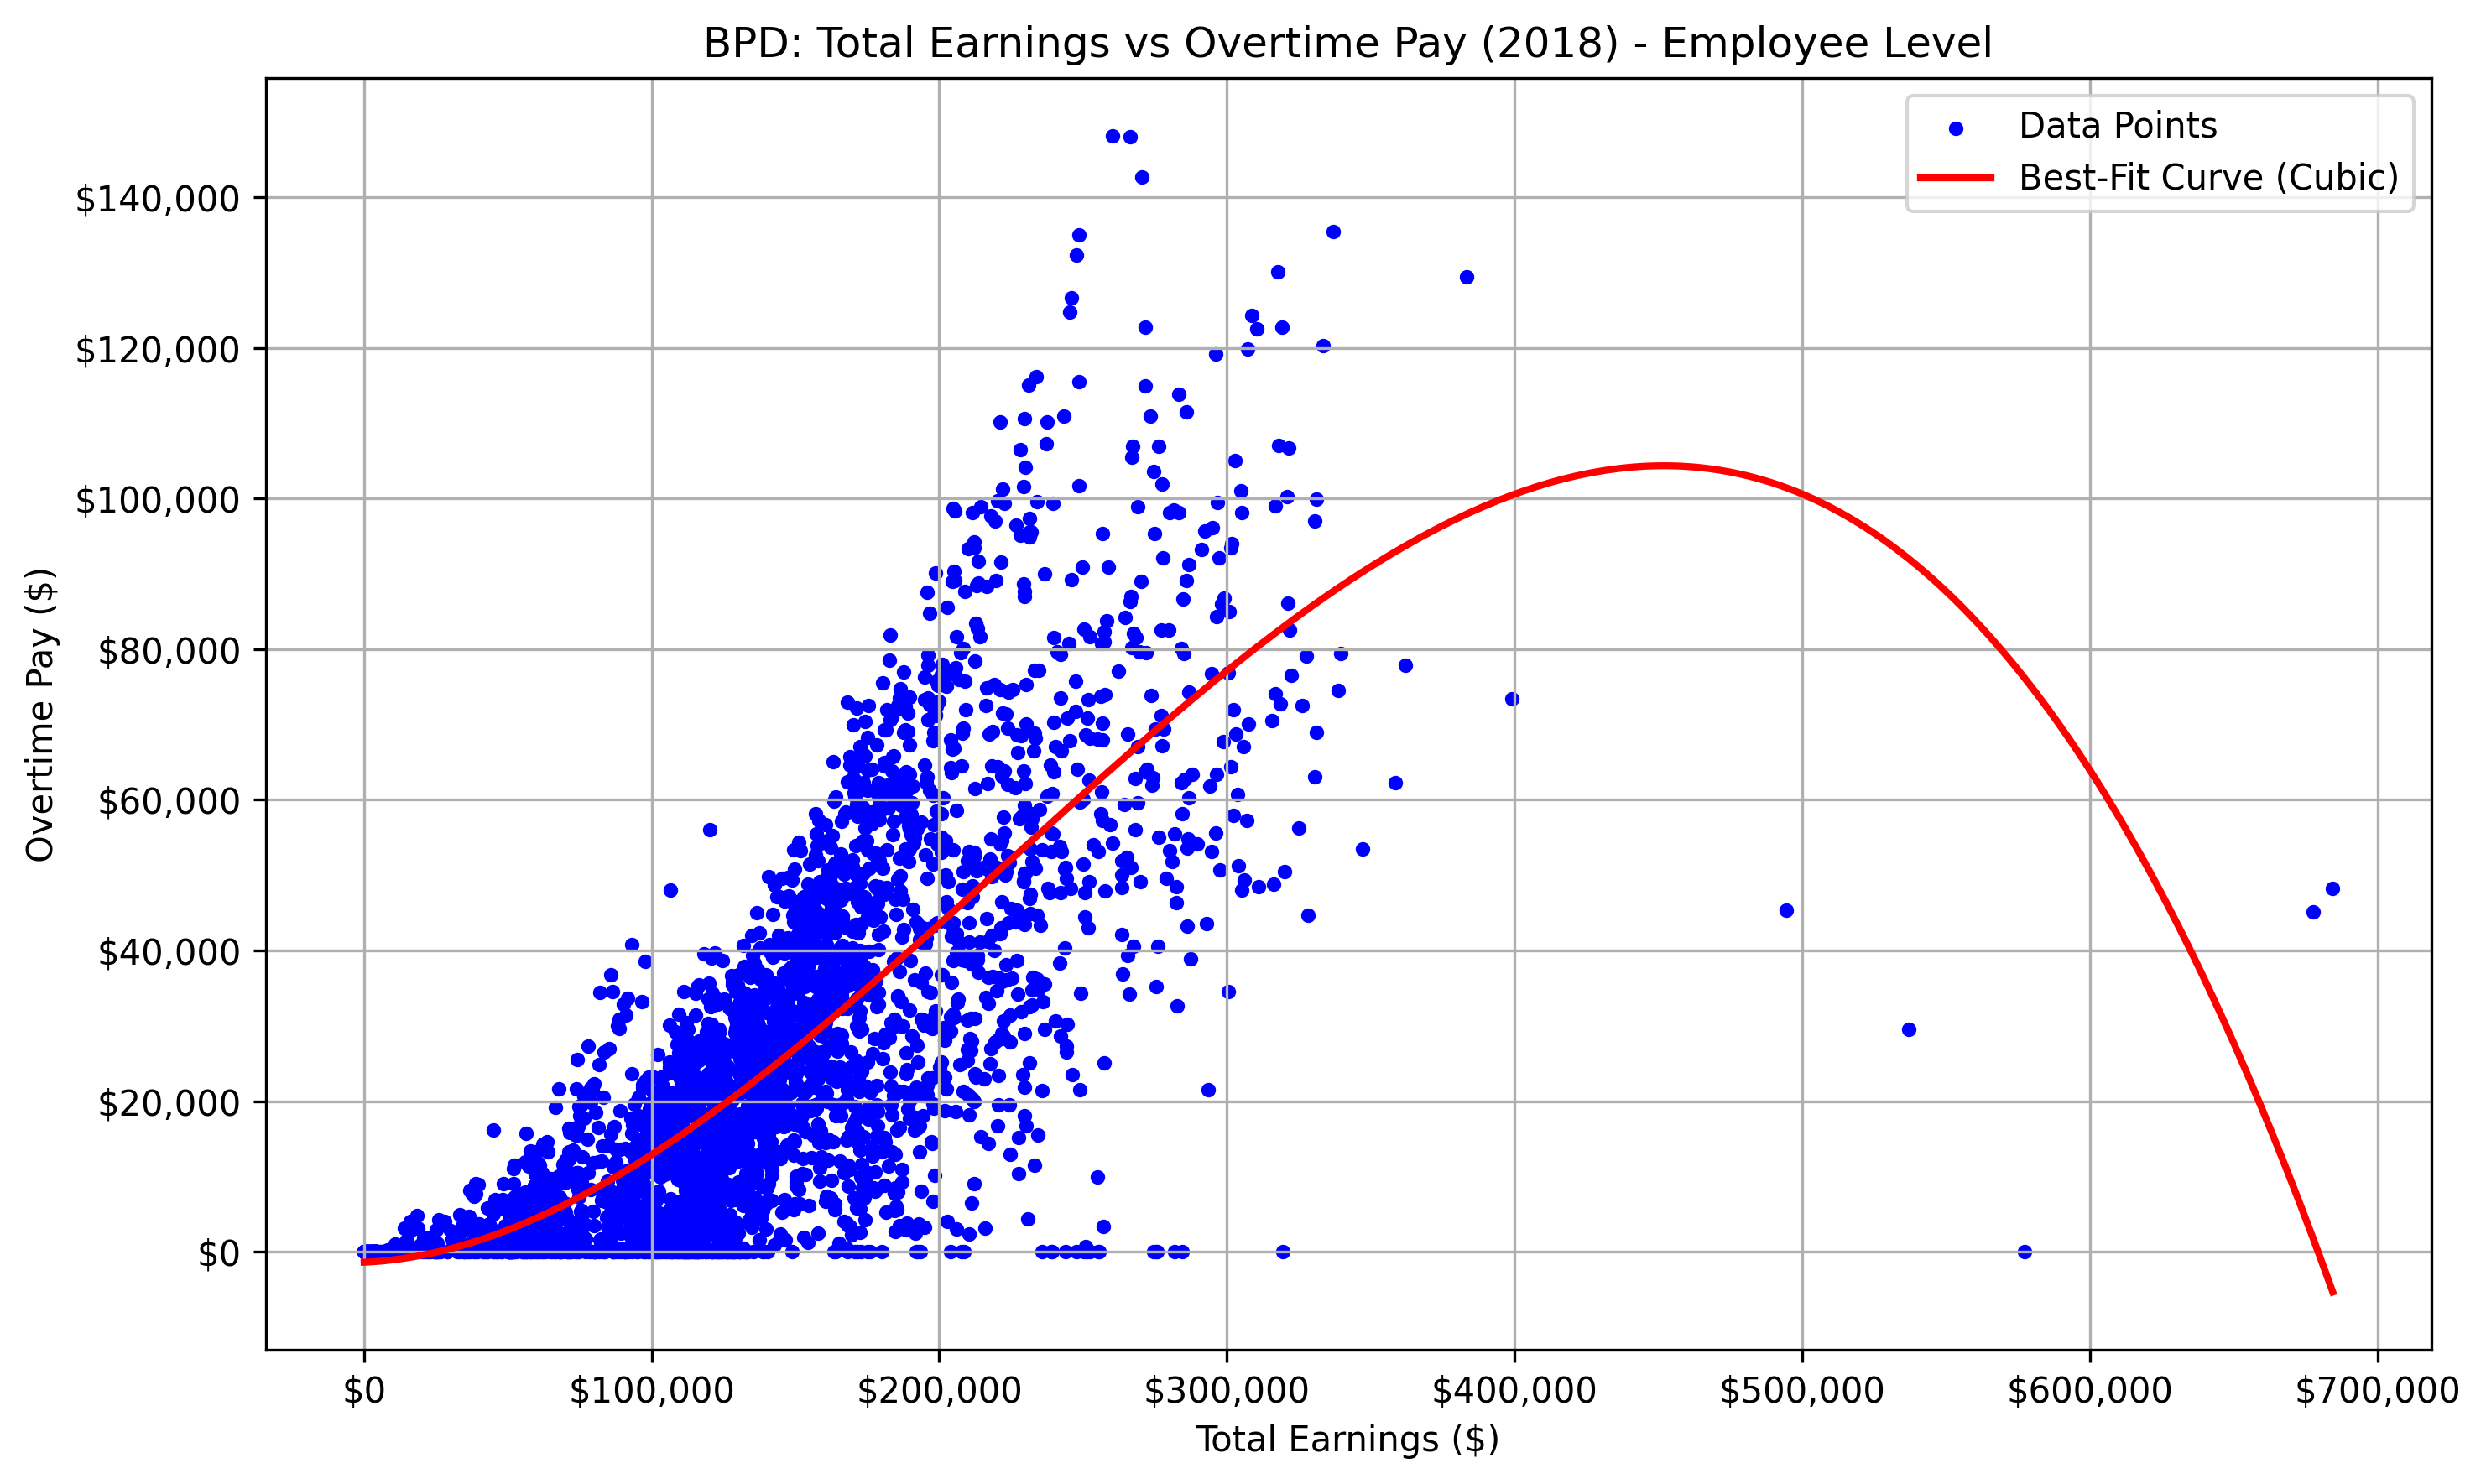 BPD: Total Earnings vs Overtime Pay (2018) - Employee Level
Data Points
Best-Fit Curve (Cubic)
Overtime Pay ($)
$140,000
$120,000
$100,000
$80,000
$60,000
$40,000
$20,000
$0
$0 $100,000 $200,000 $300,000 $400,000 $500,000 $600,000 $700,000
Total Earnings ($)